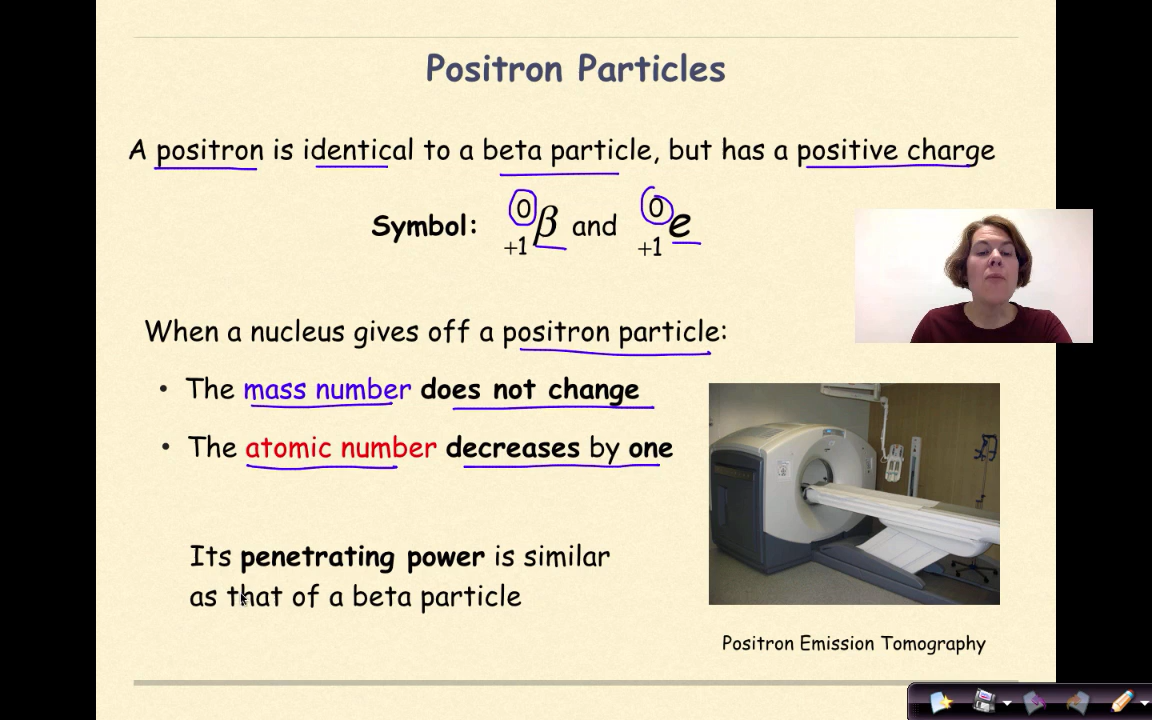 Positron Particles
A positron is identical to a beta particle, but has a positive charge
Symbol: 0 +1 β and 0 +1 e
When a nucleus gives off a positron particle:
• The mass number does not change
• The atomic number decreases by one
Its penetrating power is similar
as that of a beta particle
Positron Emission Tomography